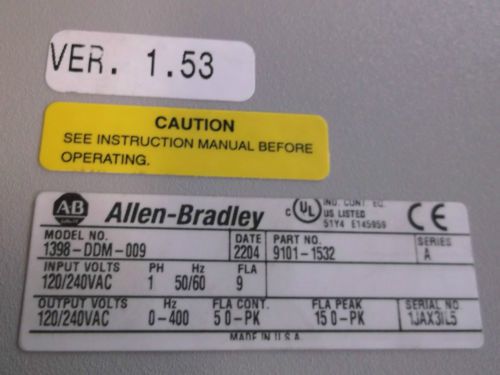 VER. 1.53
CAUTION
SEE INSTRUCTION MANUAL BEFORE
OPERATING.
AB
QUALITY
Allen-Bradley
C UL US
IND. CONT. EQ.
LISTED
51Y4 E145959
CE
MODEL NO.
1398-DDM-009
DATE
2204
PART NO.
9101-1532
SERIES
A
INPUT VOLTS PH Hz FLA
120/240VAC 1 50/60 9
OUTPUT VOLTS Hz FLA CONT. FLA PEAK SERIAL NO.
120/240VAC 0-400 5 0-PK 15 0-PK 1JAX3IL5
MADE IN U.S.A.